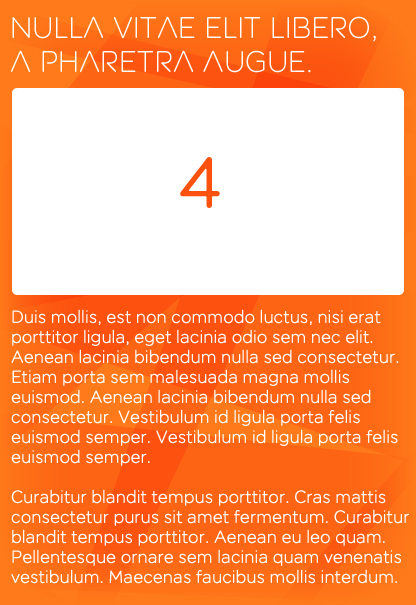 NULLA VITAE ELIT LIBERO,
A PHARETRA AUGUE.
4
Duis mollis, est non commodo luctus, nisi erat
porttitor ligula, eget lacinia odio sem nec elit.
Aenean lacinia bibendum nulla sed consectetur.
Etiam porta sem malesuada magna mollis
euismod. Aenean lacinia bibendum nulla sed
consectetur. Vestibulum id ligula porta felis
euismod semper. Vestibulum id ligula porta felis
euismod semper.
Curabitur blandit tempus porttitor. Cras mattis
consectetur purus sit amet fermentum. Curabitur
blandit tempus porttitor. Aenean eu leo quam.
Pellentesque ornare sem lacinia quam venenatis
vestibulum. Maecenas faucibus mollis interdum.